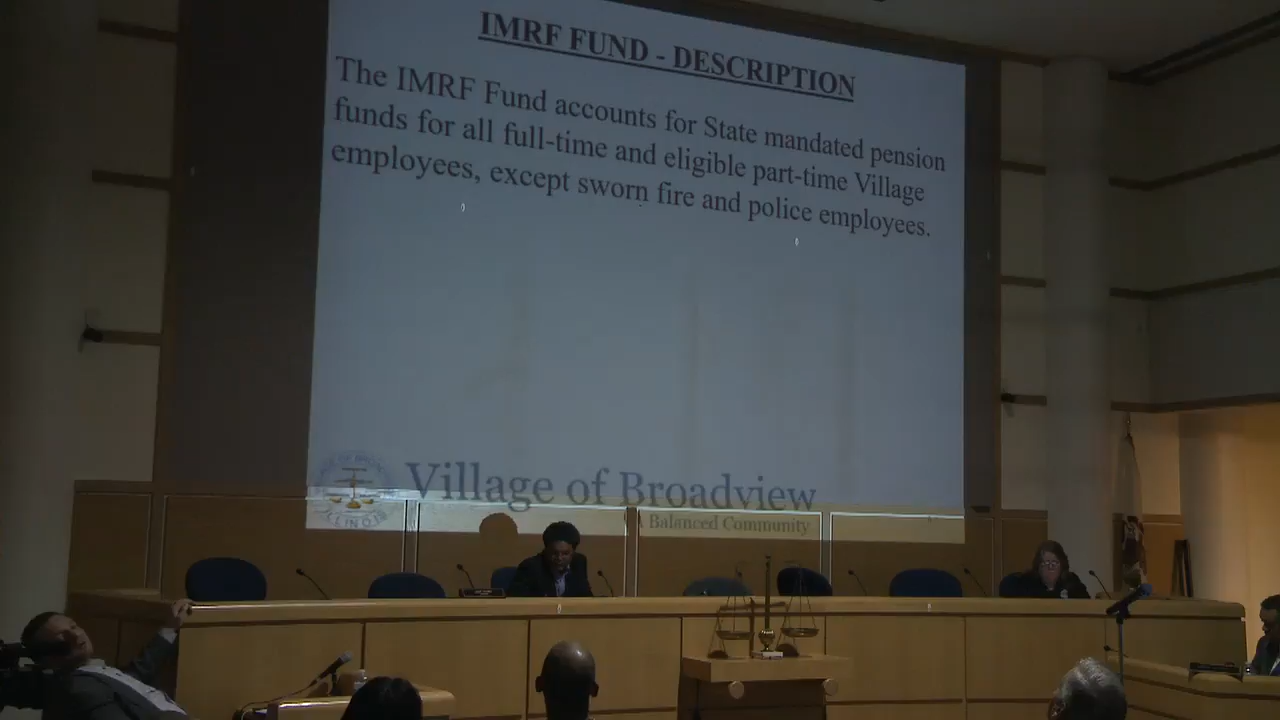 IMRF FUND - DESCRIPTION
The IMRF Fund accounts for State mandated pension
funds for all full-time and eligible part-time Village
employees, except sworn fire and police employees.
Village of Broadview
A Balanced Community
ILLINOIS